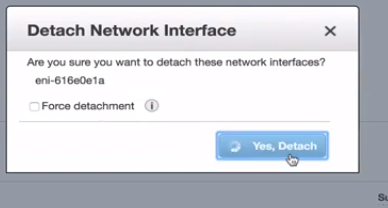 Detach Network Interface
Are you sure you want to detach these network interfaces?
eni-616e0e1a
Force detachment
Yes, Detach